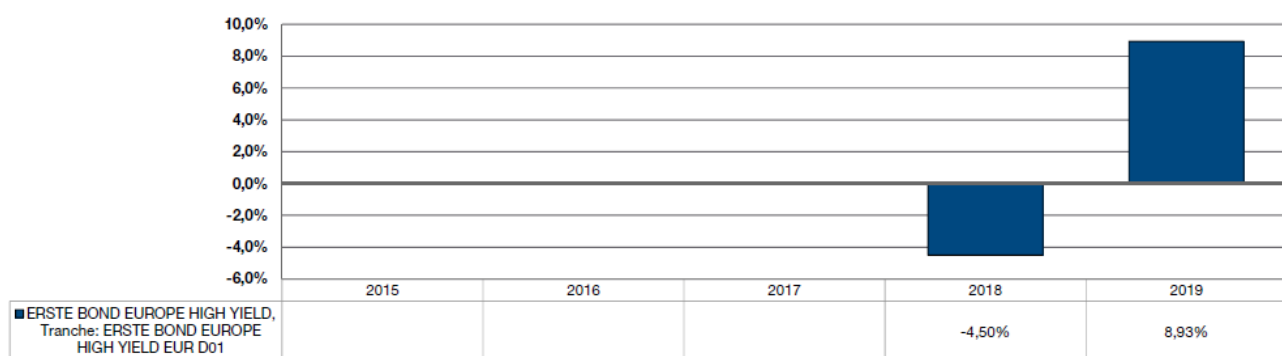 10,0%
8,0%
6,0%
4,0%
2,0%
0,0%
-2,0%
-4,0%
-6,0%
2015 2016 2017 2018 2019
ERSTE BOND EUROPE HIGH YIELD,
Tranche: ERSTE BOND EUROPE
HIGH YIELD EUR D01
-4,50% 8,93%